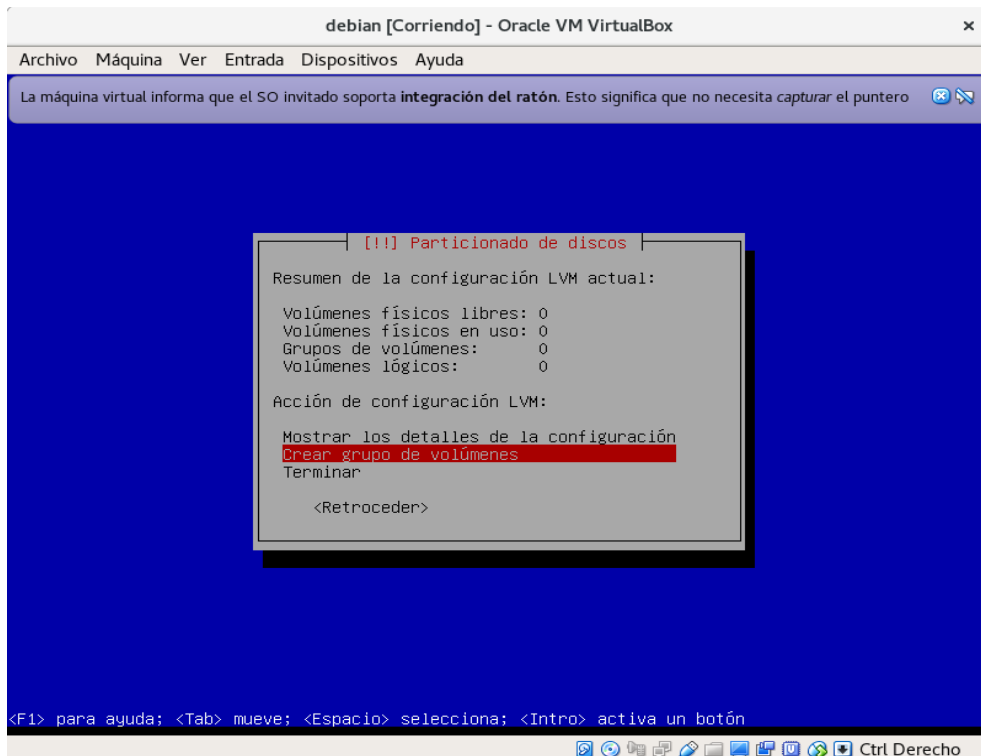 debian [Corriendo] - Oracle VM VirtualBox
Archivo Máquina Ver Entrada Dispositivos Ayuda
La máquina virtual informa que el SO invitado soporta integración del ratón. Esto significa que no necesita capturar el puntero
[!!] Particionado de discos
Resumen de la configuración LVM actual:
Volúmenes físicos libres: 0
Volúmenes físicos en uso: 0
Grupos de volúmenes: 0
Volúmenes lógicos: 0
Acción de configuración LVM:
Mostrar los detalles de la configuración
Crear grupo de volúmenes
Terminar
<Retroceder>
<F1> para ayuda; <Tab> mueve; <Espacio> selecciona; <Intro> activa un botón
Ctrl Derecho